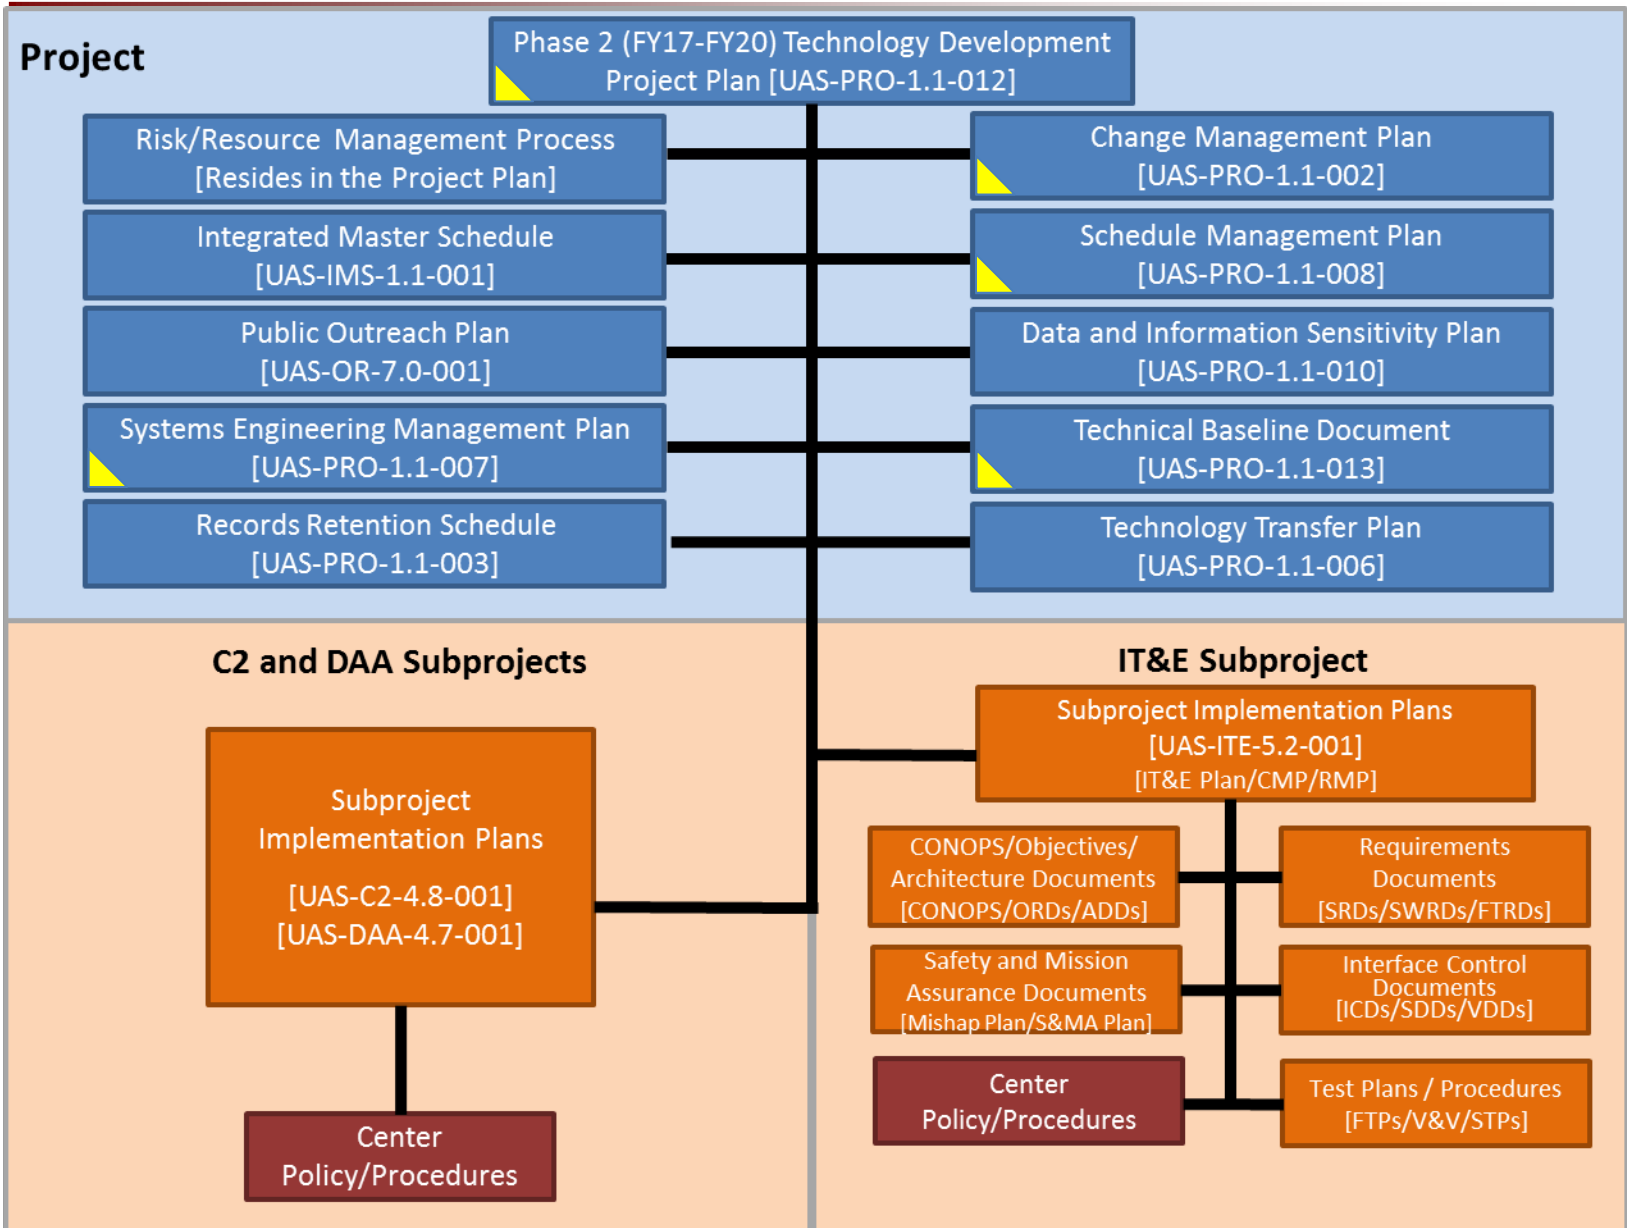 Project
Phase 2 (FY17-FY20) Technology Development
Project Plan [UAS-PRO-1.1-012]
Risk/Resource Management Process
[Resides in the Project Plan]
Change Management Plan
[UAS-PRO-1.1-002]
Integrated Master Schedule
[UAS-IMS-1.1-001]
Schedule Management Plan
[UAS-PRO-1.1-008]
Public Outreach Plan
[UAS-OR-7.0-001]
Data and Information Sensitivity Plan
[UAS-PRO-1.1-010]
Systems Engineering Management Plan
[UAS-PRO-1.1-007]
Technical Baseline Document
[UAS-PRO-1.1-013]
Records Retention Schedule
[UAS-PRO-1.1-003]
Technology Transfer Plan
[UAS-PRO-1.1-006]
C2 and DAA Subprojects
Subproject
Implementation Plans
[UAS-C2-4.8-001]
[UAS-DAA-4.7-001]
Center
Policy/Procedures
IT&E Subproject
Subproject Implementation Plans
[UAS-ITE-5.2-001]
[IT&E Plan/CMP/RMP]
CONOPS/Objectives/
Architecture Documents
[CONOPS/ORDs/ADDs]
Requirements
Documents
[SRDs/SWRDs/FTRDs]
Safety and Mission
Assurance Documents
[Mishap Plan/S&MA Plan]
Interface Control
Documents
[ICDs/SDDs/VDDs]
Center
Policy/Procedures
Test Plans / Procedures
[FTPs/V&V/STPs]